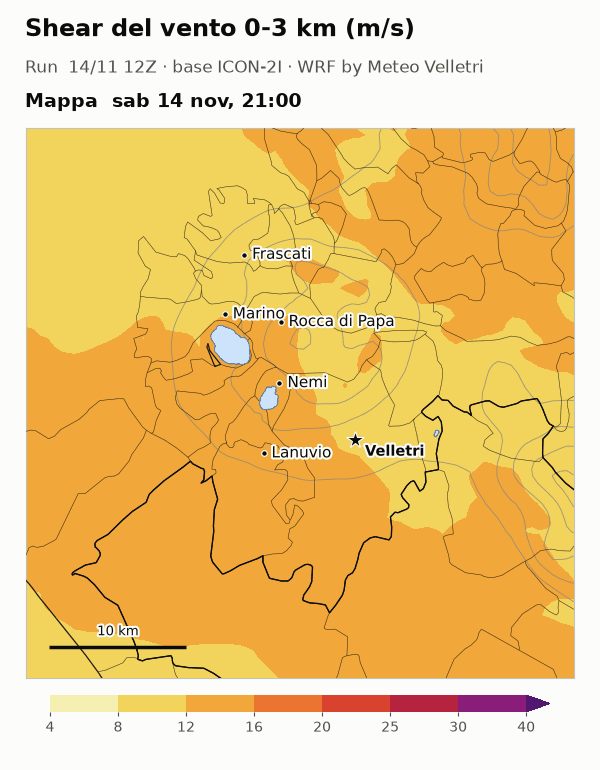 Shear del vento 0-3 km (m/s)
Run  14/11 12Z · base ICON-2I · WRF by Meteo Velletri
Mappa  sab 14 nov, 21:00
Frascati
Marino
Rocca di Papa
Nemi
Velletri
Lanuvio
10 km
4 8 12 16 20 25 30 40